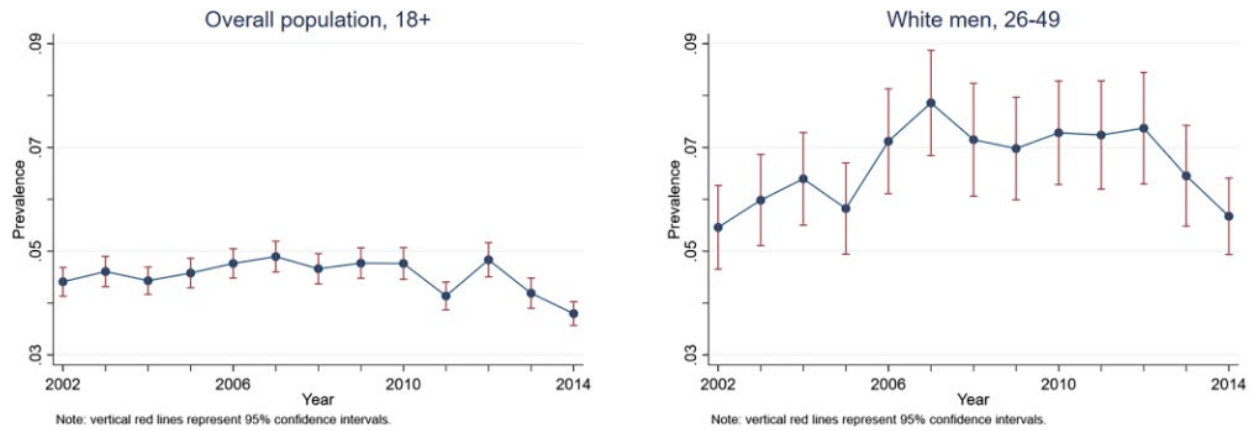 Overall population, 18+
.09
.07
.05
.03
Prevalence
2002
2006
2010
2014
Year
Note: vertical red lines represent 95% confidence intervals.
White men, 26-49
.09
.07
.05
.03
Prevalence
2002
2006
2010
2014
Year
Note: vertical red lines represent 95% confidence intervals.